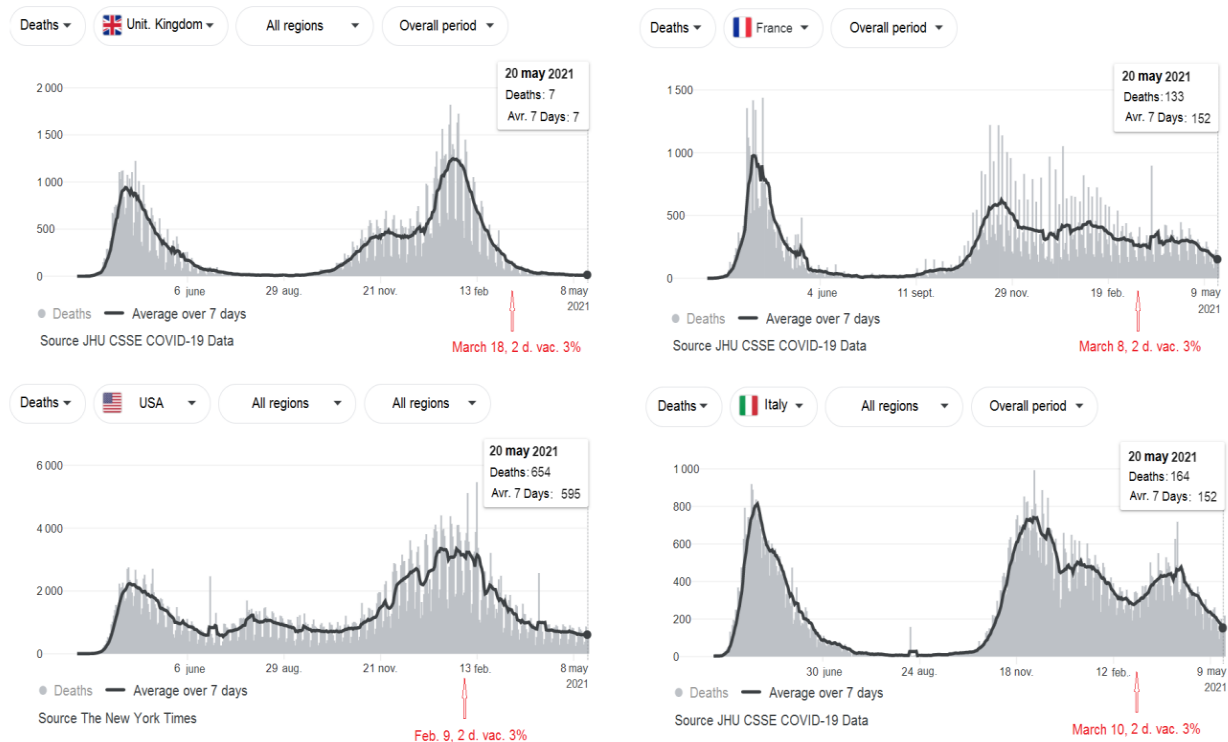 Deaths Unit. Kingdom All regions Overall period
20 may 2021
Deaths: 7
Avr. 7 Days: 7
2 000
1 500
1 000
500
0
6 june 29 aug. 21 nov. 13 feb 8 may
2021
Deaths Average over 7 days
Source JHU CSSE COVID-19 Data
March 18, 2 d. vac. 3%
Deaths France Overall period
20 may 2021
Deaths: 133
Avr. 7 Days: 152
1 500
1 000
500
0
4 june 11 sept. 29 nov. 19 feb. 9 may
2021
Deaths Average over 7 days
Source JHU CSSE COVID-19 Data
March 8, 2 d. vac. 3%
Deaths USA All regions All regions
20 may 2021
Deaths: 654
Avr. 7 Days: 595
6 000
4 000
2 000
0
6 june 29 aug. 21 nov. 13 feb. 8 may
2021
Deaths Average over 7 days
Source The New York Times
Feb. 9, 2 d. vac. 3%
Deaths Italy All regions Overall period
20 may 2021
Deaths: 164
Avr. 7 Days: 152
1 000
800
600
400
200
0
30 june 24 aug. 18 nov. 12 feb.. 9 may
2021
Deaths Average over 7 days
Source JHU CSSE COVID-19 Data
March 10, 2 d. vac. 3%